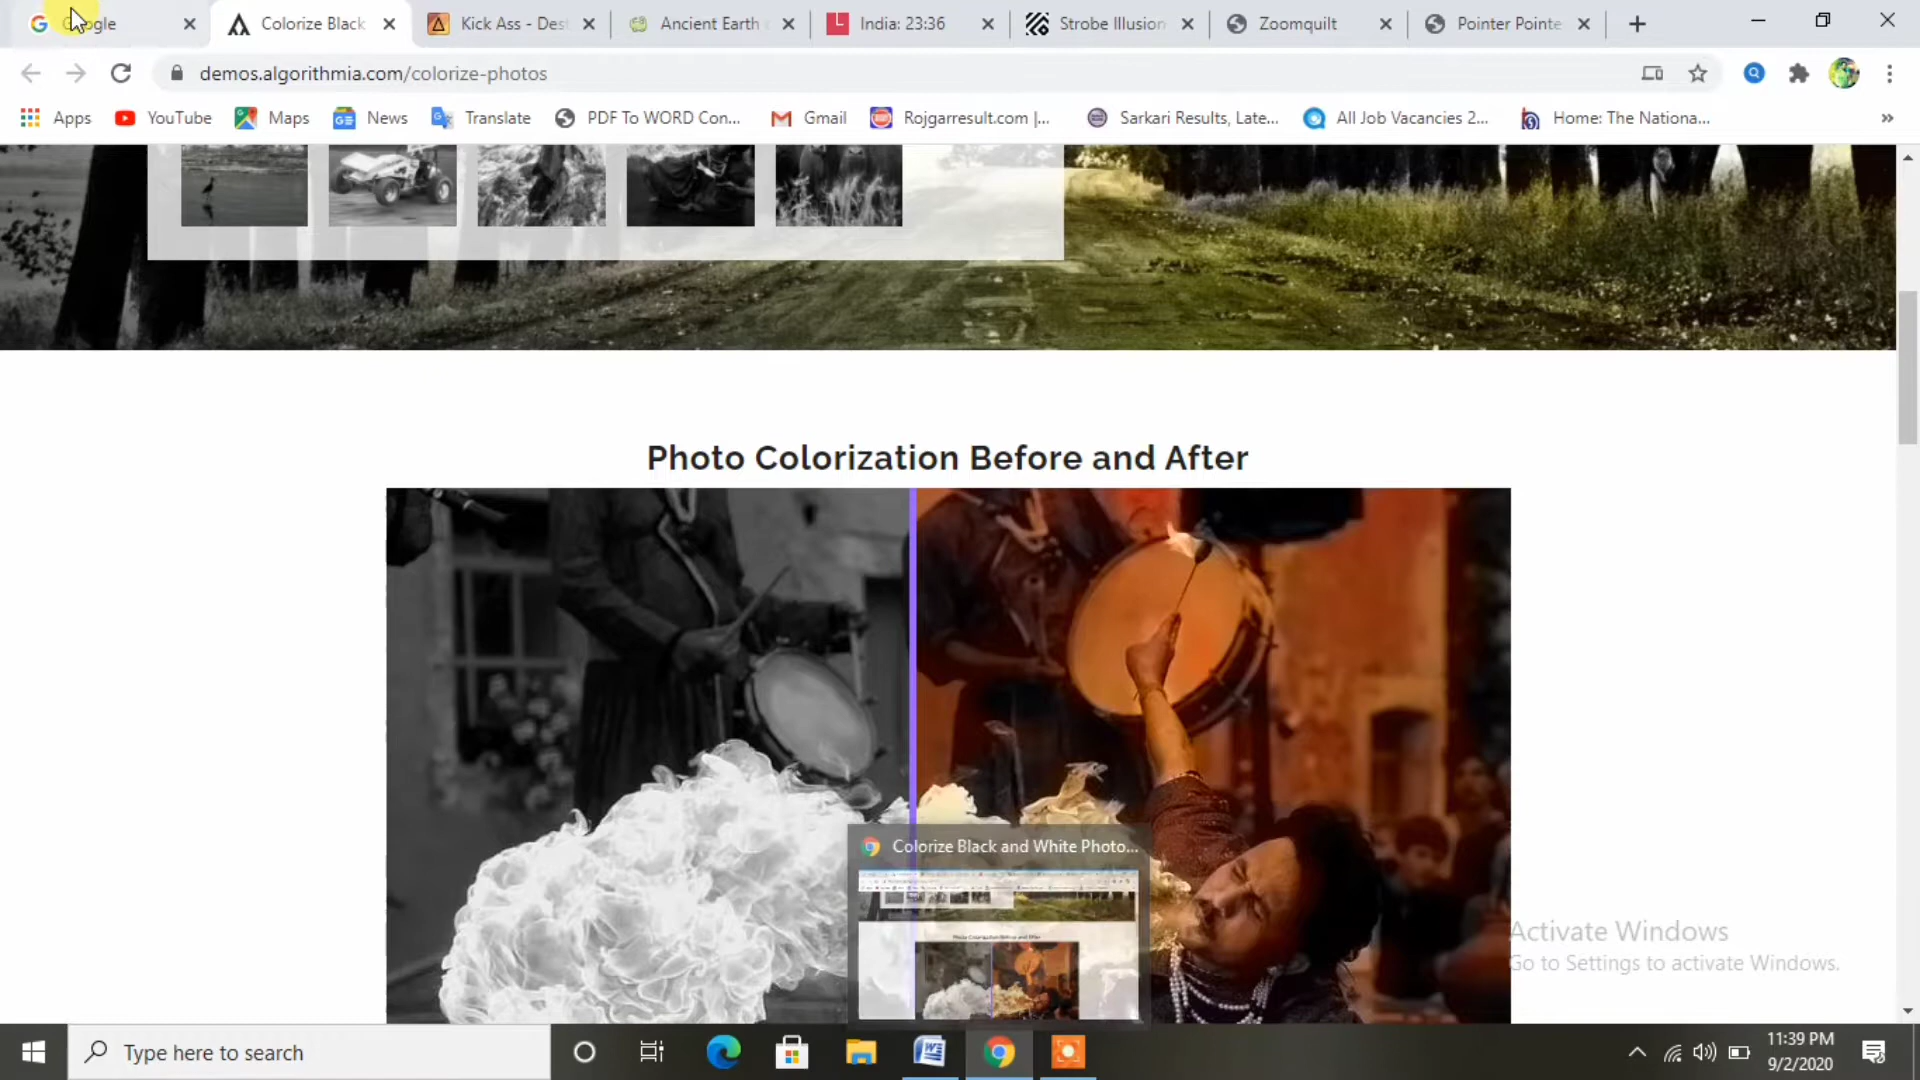 Google
Colorize Black
Kick Ass - Dest
Ancient Earth
India: 23:36
Strobe Illusion
Zoomquilt
Pointer Pointe
demos.algorithmia.com/colorize-photos
Apps
YouTube
Maps
News
Translate
PDF To WORD Con...
Gmail
Rojgarresult.com |...
Sarkari Results, Late...
All Job Vacancies 2...
Home: The Nationa...
»
Photo Colorization Before and After
Colorize Black and White Photo...
Activate Windows
Go to Settings to activate Windows.
Type here to search
11:39 PM
9/2/2020